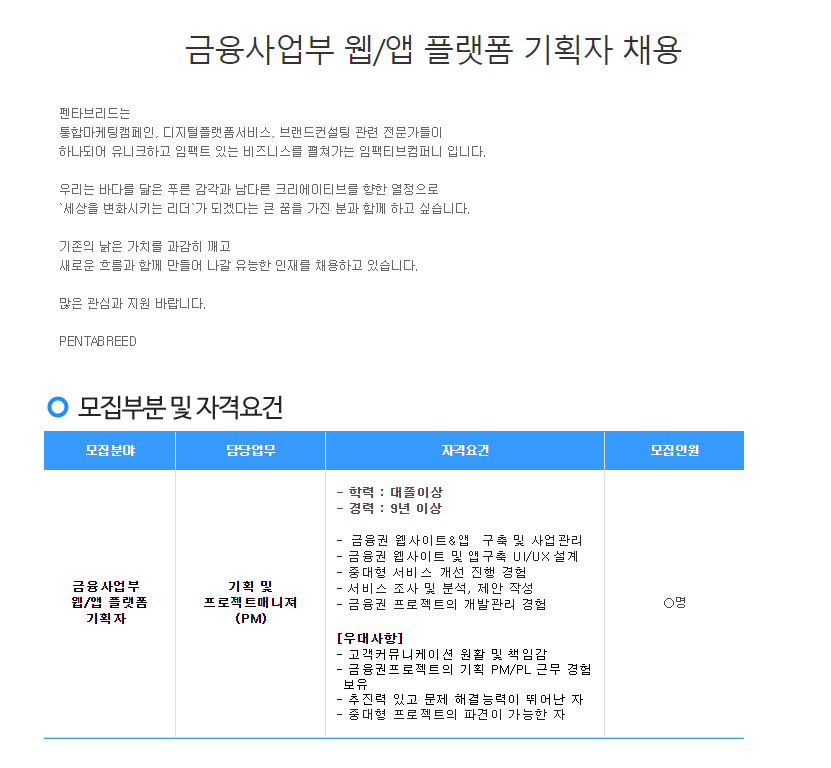 금융사업부 웹/앱 플랫폼 기획자 채용
펜타브리드는
통합마케팅캠페인, 디지털플랫폼서비스, 브랜드컨설팅 관련 전문가들이
하나되어 유니크하고 임팩트 있는 비즈니스를 펼쳐가는 임팩티브컴퍼니 입니다.
우리는 바다를 닮은 푸른 감각과 남다른 크리에이티브를 향한 열정으로
`세상을 변화시키는 리더`가 되겠다는 큰 꿈을 가진 분과 함께 하고 싶습니다.
기존의 낡은 가치를 과감히 깨고
새로운 흐름과 함께 만들어 나갈 유능한 인재를 채용하고 있습니다.
많은 관심과 지원 바랍니다.
PENTABREED
모집부분 및 자격요건
모집분야 담당업무 자격요건 모집인원
금융사업부
웹/앱 플랫폼
기획자
기획 및
프로젝트매니저
(PM)
- 학력 : 대졸이상
- 경력 : 9년 이상
- 금융권 웹사이트&앱 구축 및 사업관리
- 금융권 웹사이트 및 앱구축 UI/UX 설계
- 중대형 서비스 개선 진행 경험
- 서비스 조사 및 분석, 제안 작성
- 금융권 프로젝트의 개발관리 경험
[우대사항]
- 고객커뮤니케이션 원활 및 책임감
- 금융권프로젝트의 기획 PM/PL 근무 경험
보유
- 추진력 있고 문제 해결능력이 뛰어난 자
- 중대형 프로젝트의 파견이 가능한 자
○명